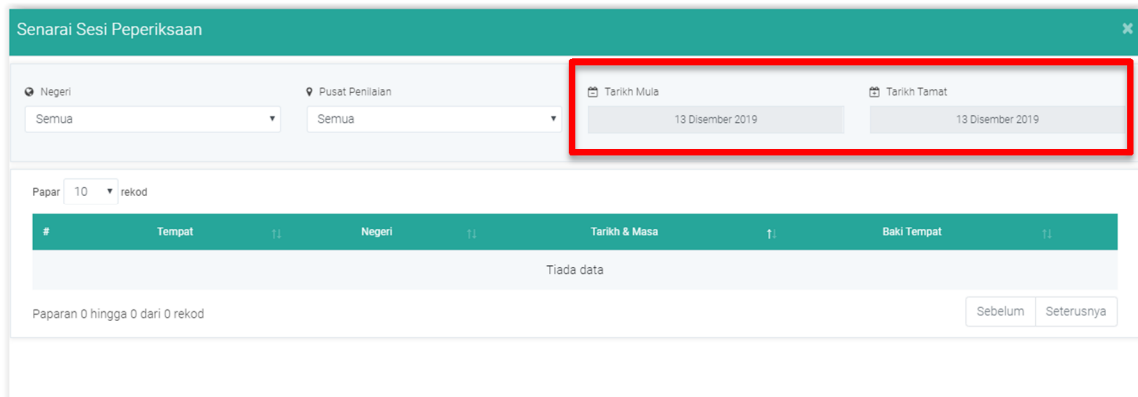 Senarai Sesi Peperiksaan
Negeri Pusat Penilaian Tarikh Mula Tarikh Tamat
Semua Semua 13 Disember 2019 13 Disember 2019
Papar 10 rekod
# Tempat Negeri Tarikh & Masa Baki Tempat
Tiada data
Paparan 0 hingga 0 dari 0 rekod Sebelum Seterusnya